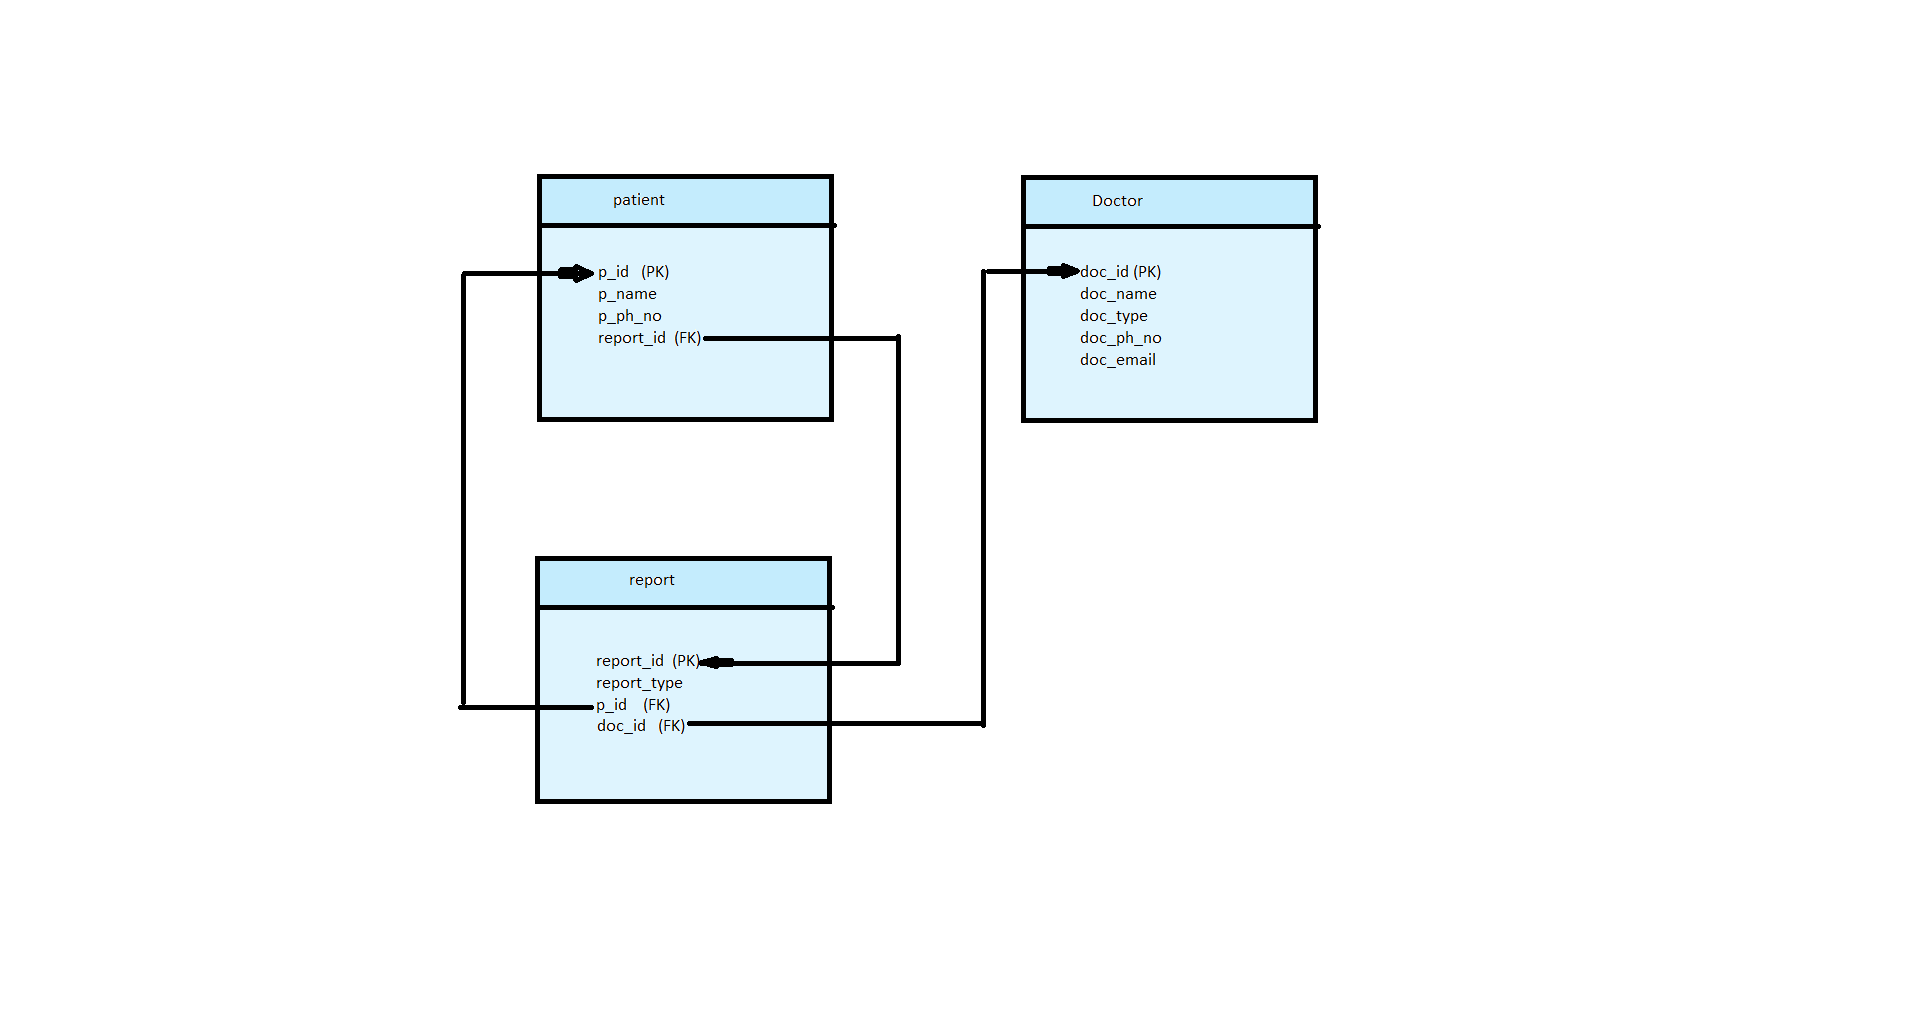 patient
p_id (PK)
p_name
p_ph_no
report_id (FK)
Doctor
doc_id (PK)
doc_name
doc_type
doc_ph_no
doc_email
report
report_id (PK)
report_type
p_id (FK)
doc_id (FK)